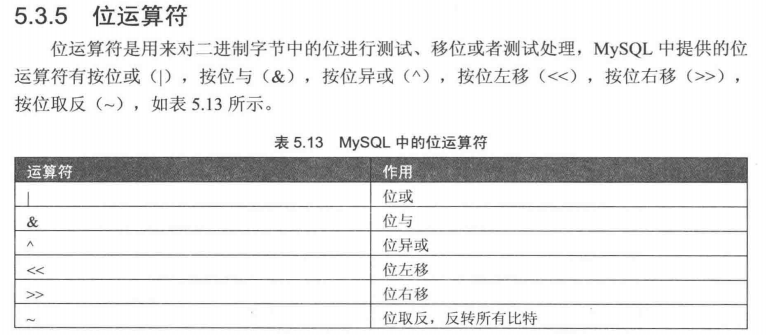 5.3.5 位运算符
位运算符是用来对二进制字节中的位进行测试、移位或者测试处理，MySQL 中提供的位
运算符有按位或（|），按位与（&），按位异或（^），按位左移（<<），按位右移（>>），
按位取反（~），如表 5.13 所示。
表 5.13 MySQL 中的位运算符
运算符 作用
| 位或
& 位与
^ 位异或
<< 位左移
>> 位右移
~ 位取反，反转所有比特